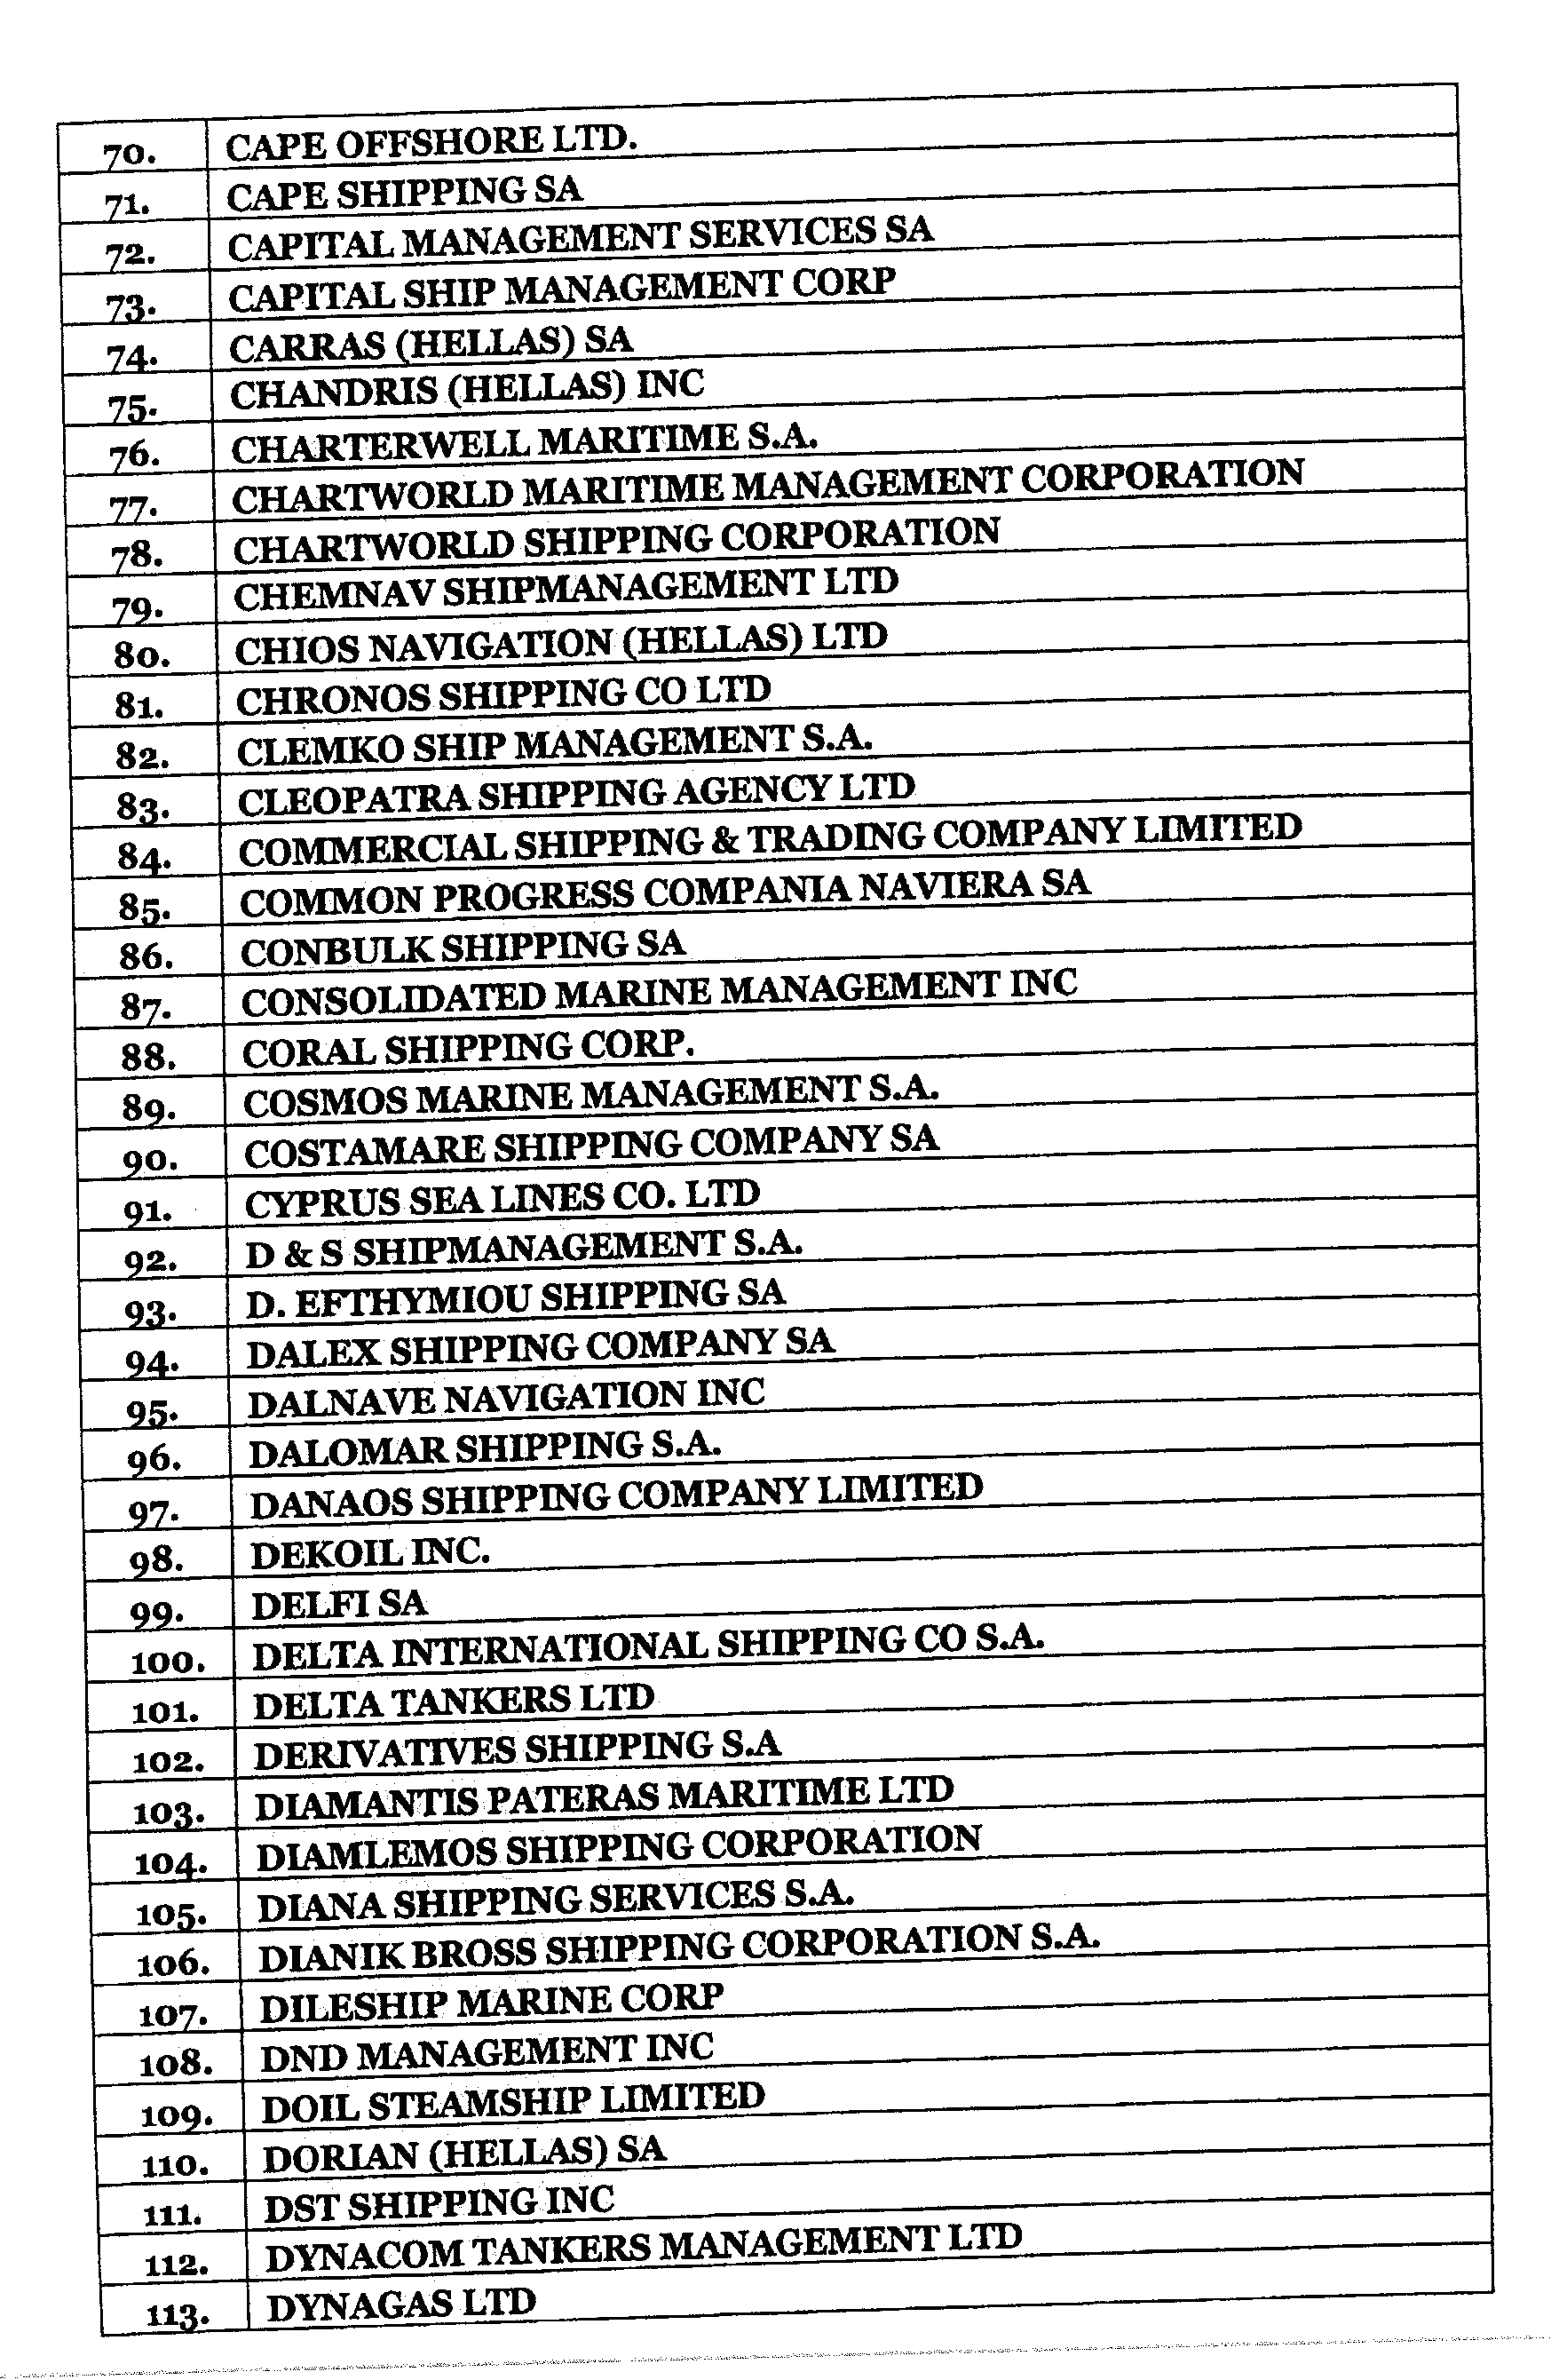 70. CAPE OFFSHORE LTD.
71. CAPE SHIPPING SA
72. CAPITAL MANAGEMENT SERVICES SA
73. CAPITAL SHIP MANAGEMENT CORP
74. CARRAS (HELLAS) SA
75. CHANDRIS (HELLAS) INC
76. CHARTERWELL MARITIME S.A.
77. CHARTWORLD MARITIME MANAGEMENT CORPORATION
78. CHARTWORLD SHIPPING CORPORATION
79. CHEMNAV SHIPMANAGEMENT LTD
80. CHIOS NAVIGATION (HELLAS) LTD
81. CHRONOS SHIPPING CO LTD
82. CLEMKO SHIP MANAGEMENT S.A.
83. CLEOPATRA SHIPPING AGENCY LTD
84. COMMERCIAL SHIPPING & TRADING COMPANY LIMITED
85. COMMON PROGRESS COMPANIA NAVIERA SA
86. CONBULK SHIPPING SA
87. CONSOLIDATED MARINE MANAGEMENT INC
88. CORAL SHIPPING CORP.
89. COSMOS MARINE MANAGEMENT S.A.
90. COSTAMARE SHIPPING COMPANY SA
91. CYPRUS SEA LINES CO. LTD
92. D & S SHIPMANAGEMENT S.A.
93. D. EFTHYMIOU SHIPPING SA
94. DALEX SHIPPING COMPANY SA
95. DALNAVE NAVIGATION INC
96. DALOMAR SHIPPING S.A.
97. DANAOS SHIPPING COMPANY LIMITED
98. DEKOIL INC.
99. DELFI SA
100. DELTA INTERNATIONAL SHIPPING CO S.A.
101. DELTA TANKERS LTD
102. DERIVATIVES SHIPPING S.A
103. DIAMANTIS PATERAS MARITIME LTD
104. DIAMLEMOS SHIPPING CORPORATION
105. DIANA SHIPPING SERVICES S.A.
106. DIANIK BROSS SHIPPING CORPORATION S.A.
107. DILESHIP MARINE CORP
108. DND MANAGEMENT INC
109. DOIL STEAMSHIP LIMITED
110. DORIAN (HELLAS) SA
111. DST SHIPPING INC
112. DYNACOM TANKERS MANAGEMENT LTD
113. DYNAGAS LTD